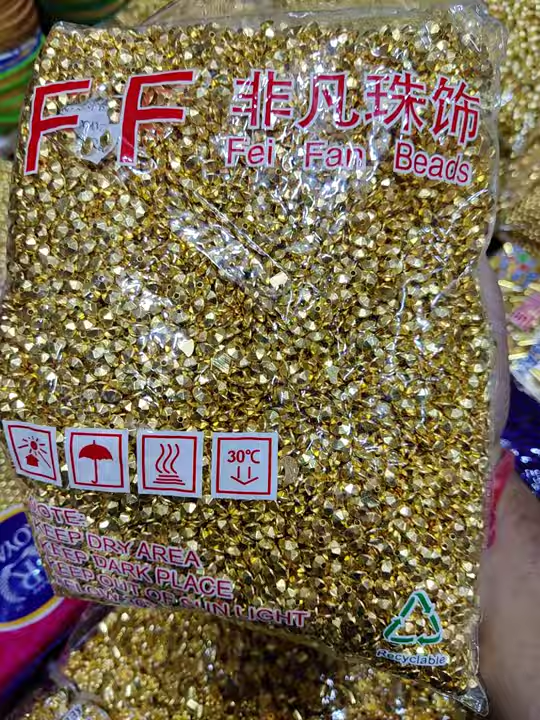 FF
非凡珠饰
Fei Fan Beads
30℃
NOTE:
KEEP DRY AREA
KEEP DARK PLACE
KEEP OUT OF SUN LIGHT
Recyclable